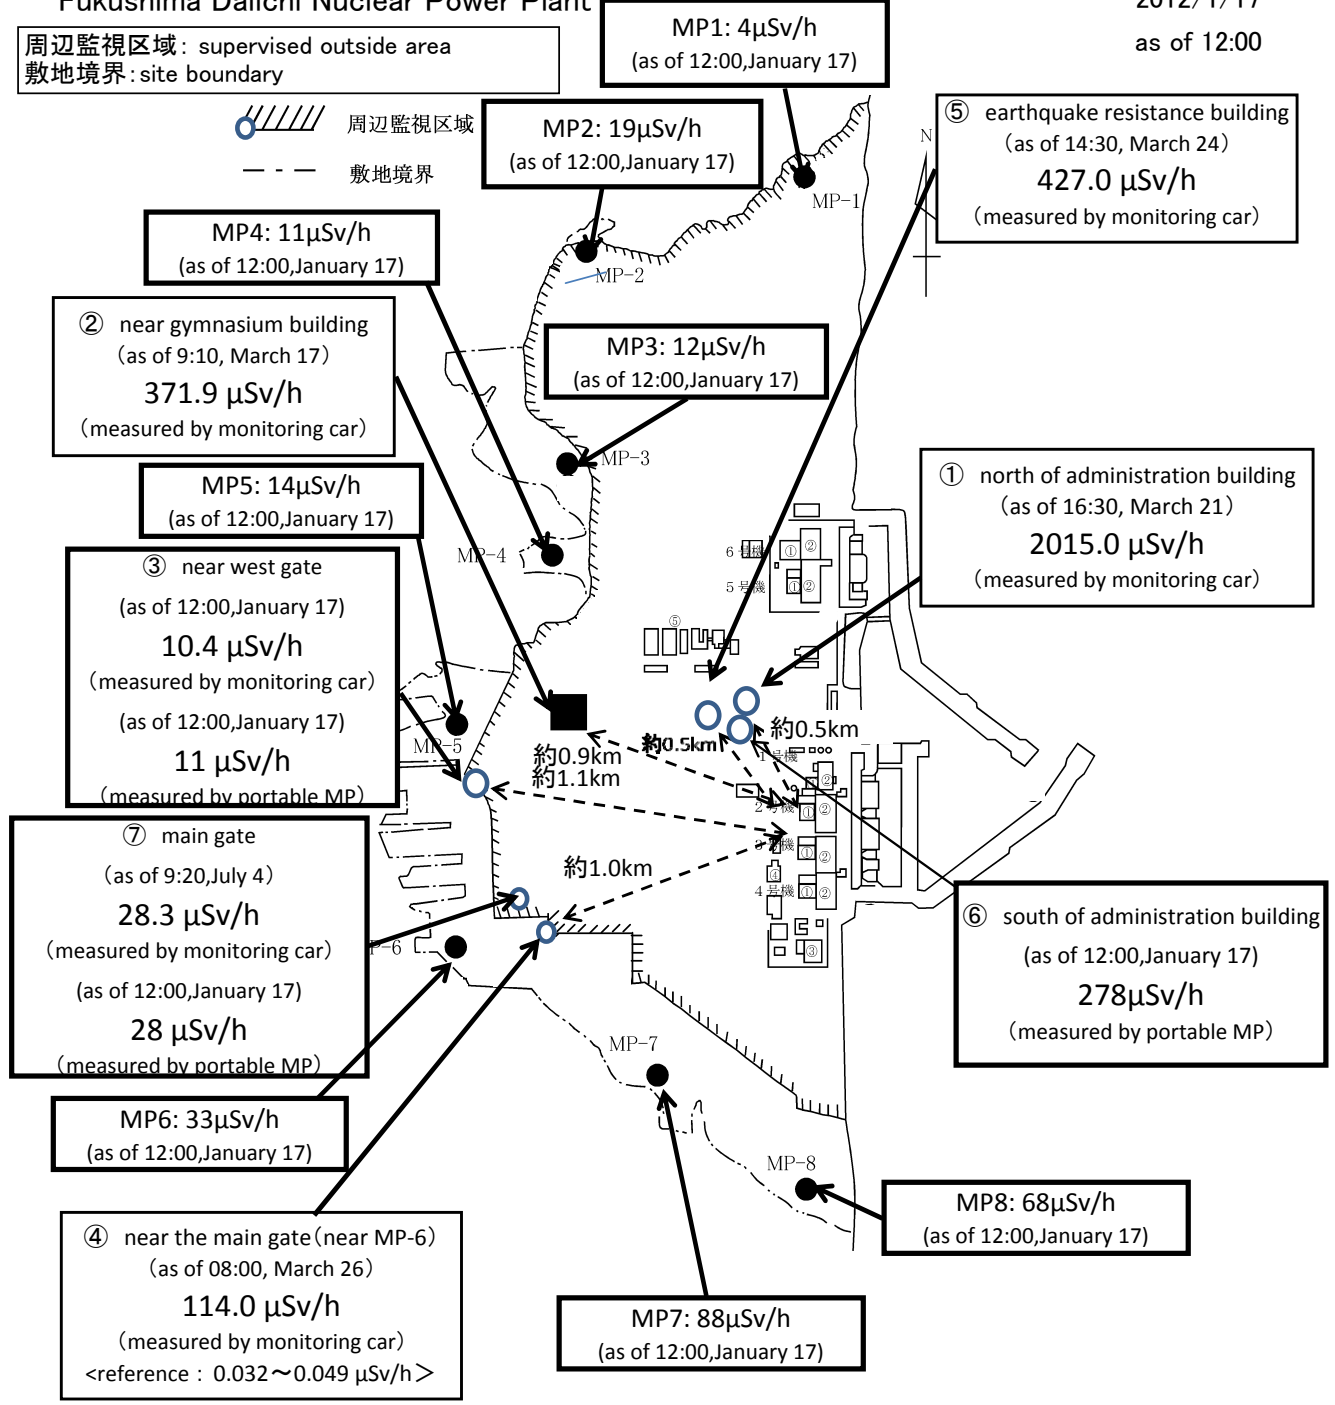 Fukushima Daiichi Nuclear Power Plant
2012/1/17
as of 12:00
周辺監視区域: supervised outside area
敷地境界:site boundary
周辺監視区域
敷地境界
MP1: 4μSv/h
(as of 12:00,January 17)
MP2: 19μSv/h
(as of 12:00,January 17)
⑤ earthquake resistance building
(as of 14:30, March 24)
427.0 μSv/h
(measured by monitoring car)
N
MP-1
MP4: 11μSv/h
(as of 12:00,January 17)
MP-2
② near gymnasium building
(as of 9:10, March 17)
371.9 μSv/h
(measured by monitoring car)
MP3: 12μSv/h
(as of 12:00,January 17)
MP-3
MP5: 14μSv/h
(as of 12:00,January 17)
① north of administration building
(as of 16:30, March 21)
2015.0 μSv/h
(measured by monitoring car)
MP-4
6号機
① ②
5号機
① ②
③ near west gate
(as of 12:00,January 17)
10.4 μSv/h
(measured by monitoring car)
(as of 12:00,January 17)
11 μSv/h
(measured by portable MP)
⑤
MP-5
約0.9km
約1.1km
約0.5km
約0.5km
1号機
②
2号機
① ②
3号機
① ②
④
4号機
① ②
③
約1.0km
⑦ main gate
(as of 9:20,July 4)
28.3 μSv/h
(measured by monitoring car)
(as of 12:00,January 17)
28 μSv/h
(measured by portable MP)
P-6
⑥ south of administration building
(as of 12:00,January 17)
278μSv/h
(measured by portable MP)
MP-7
MP6: 33μSv/h
(as of 12:00,January 17)
MP-8
MP8: 68μSv/h
(as of 12:00,January 17)
④ near the main gate(near MP-6)
(as of 08:00, March 26)
114.0 μSv/h
(measured by monitoring car)
<reference : 0.032〜0.049 μSv/h>
MP7: 88μSv/h
(as of 12:00,January 17)